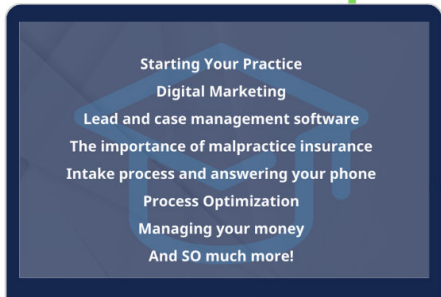 Starting Your Practice
Digital Marketing
Lead and case management software
The importance of malpractice insurance
Intake process and answering your phone
Process Optimization
Managing your money
And SO much more!